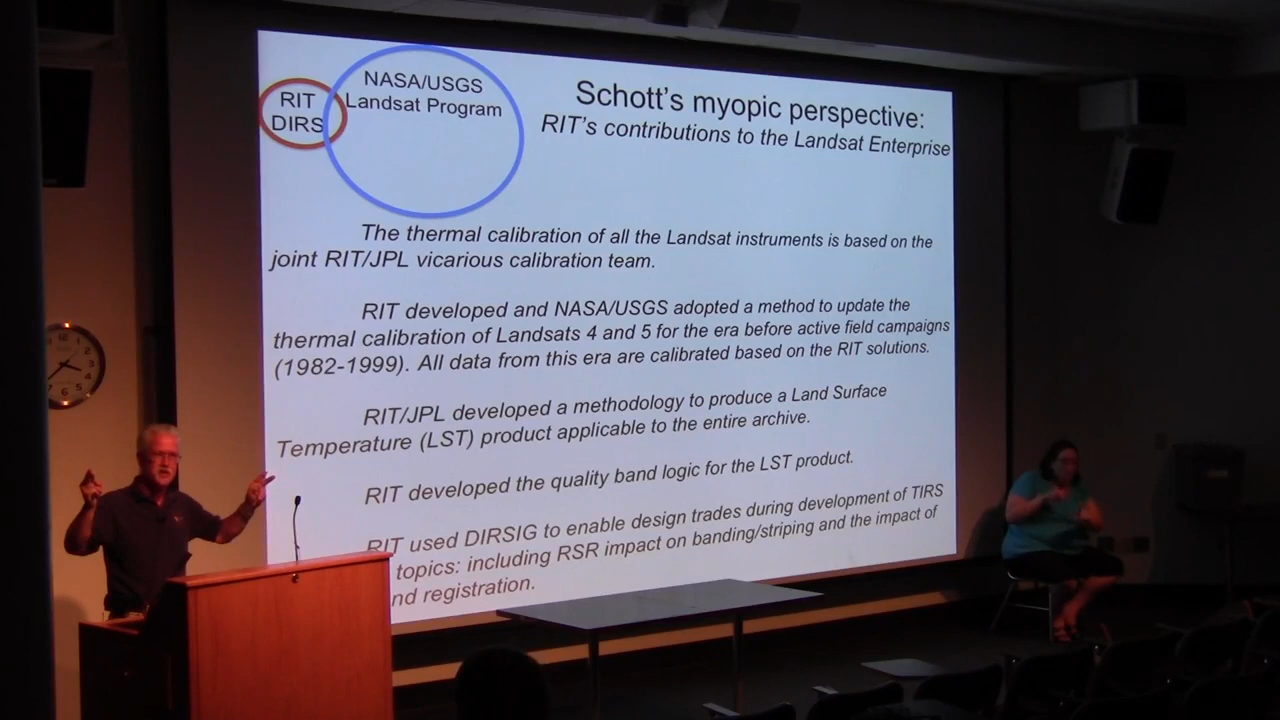 NASA/USGS
Landsat Program
RIT
DIRS
Schott's myopic perspective:
RIT's contributions to the Landsat Enterprise
The thermal calibration of all the Landsat instruments is based on the
joint RIT/JPL vicarious calibration team.
RIT developed and NASA/USGS adopted a method to update the
thermal calibration of Landsats 4 and 5 for the era before active field campaigns
(1982-1999). All data from this era are calibrated based on the RIT solutions.
RIT/JPL developed a methodology to produce a Land Surface
Temperature (LST) product applicable to the entire archive.
RIT developed the quality band logic for the LST product.
RIT used DIRSIG to enable design trades during development of TIRS
topics: including RSR impact on banding/striping and the impact of
registration.